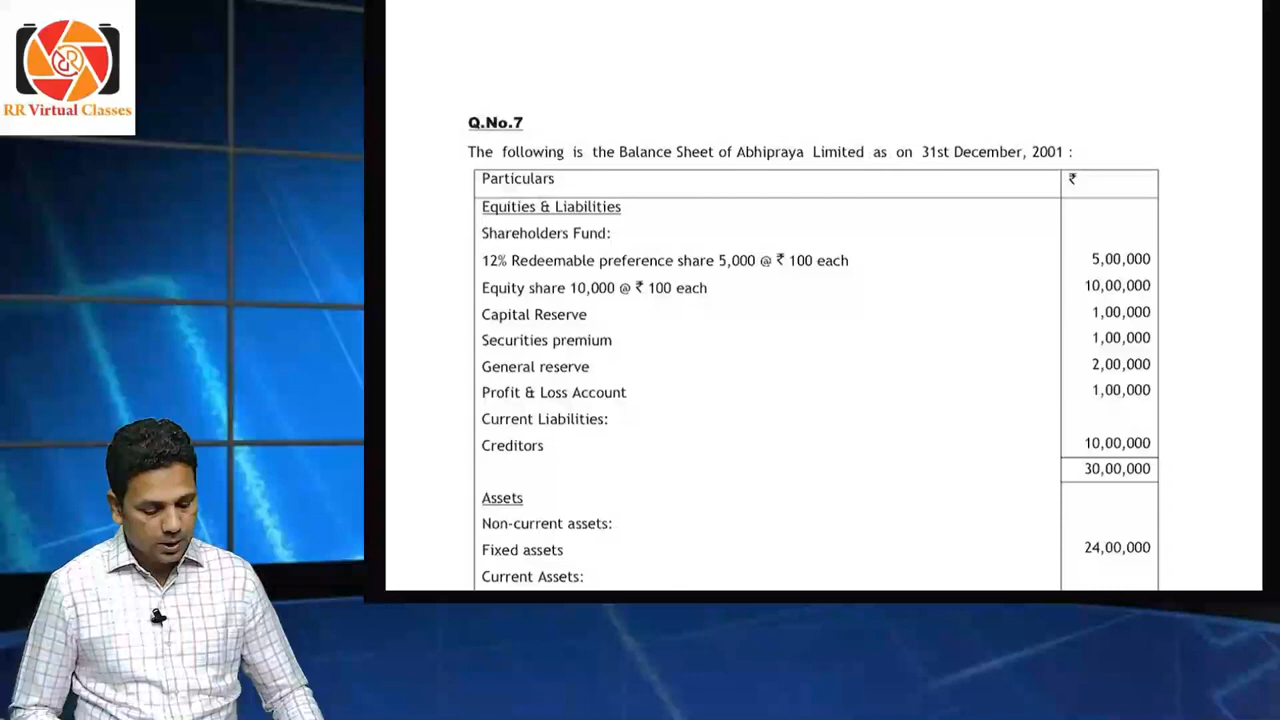 RR Virtual Classes
Q.No.7
The following is the Balance Sheet of Abhipraya Limited as on 31st December, 2001 :
Particulars ₹
Equities & Liabilities
Shareholders Fund:
12% Redeemable preference share 5,000 @ ₹ 100 each 5,00,000
Equity share 10,000 @ ₹ 100 each 10,00,000
Capital Reserve 1,00,000
Securities premium 1,00,000
General reserve 2,00,000
Profit & Loss Account 1,00,000
Current Liabilities:
Creditors 10,00,000
30,00,000
Assets
Non-current assets:
Fixed assets 24,00,000
Current Assets: